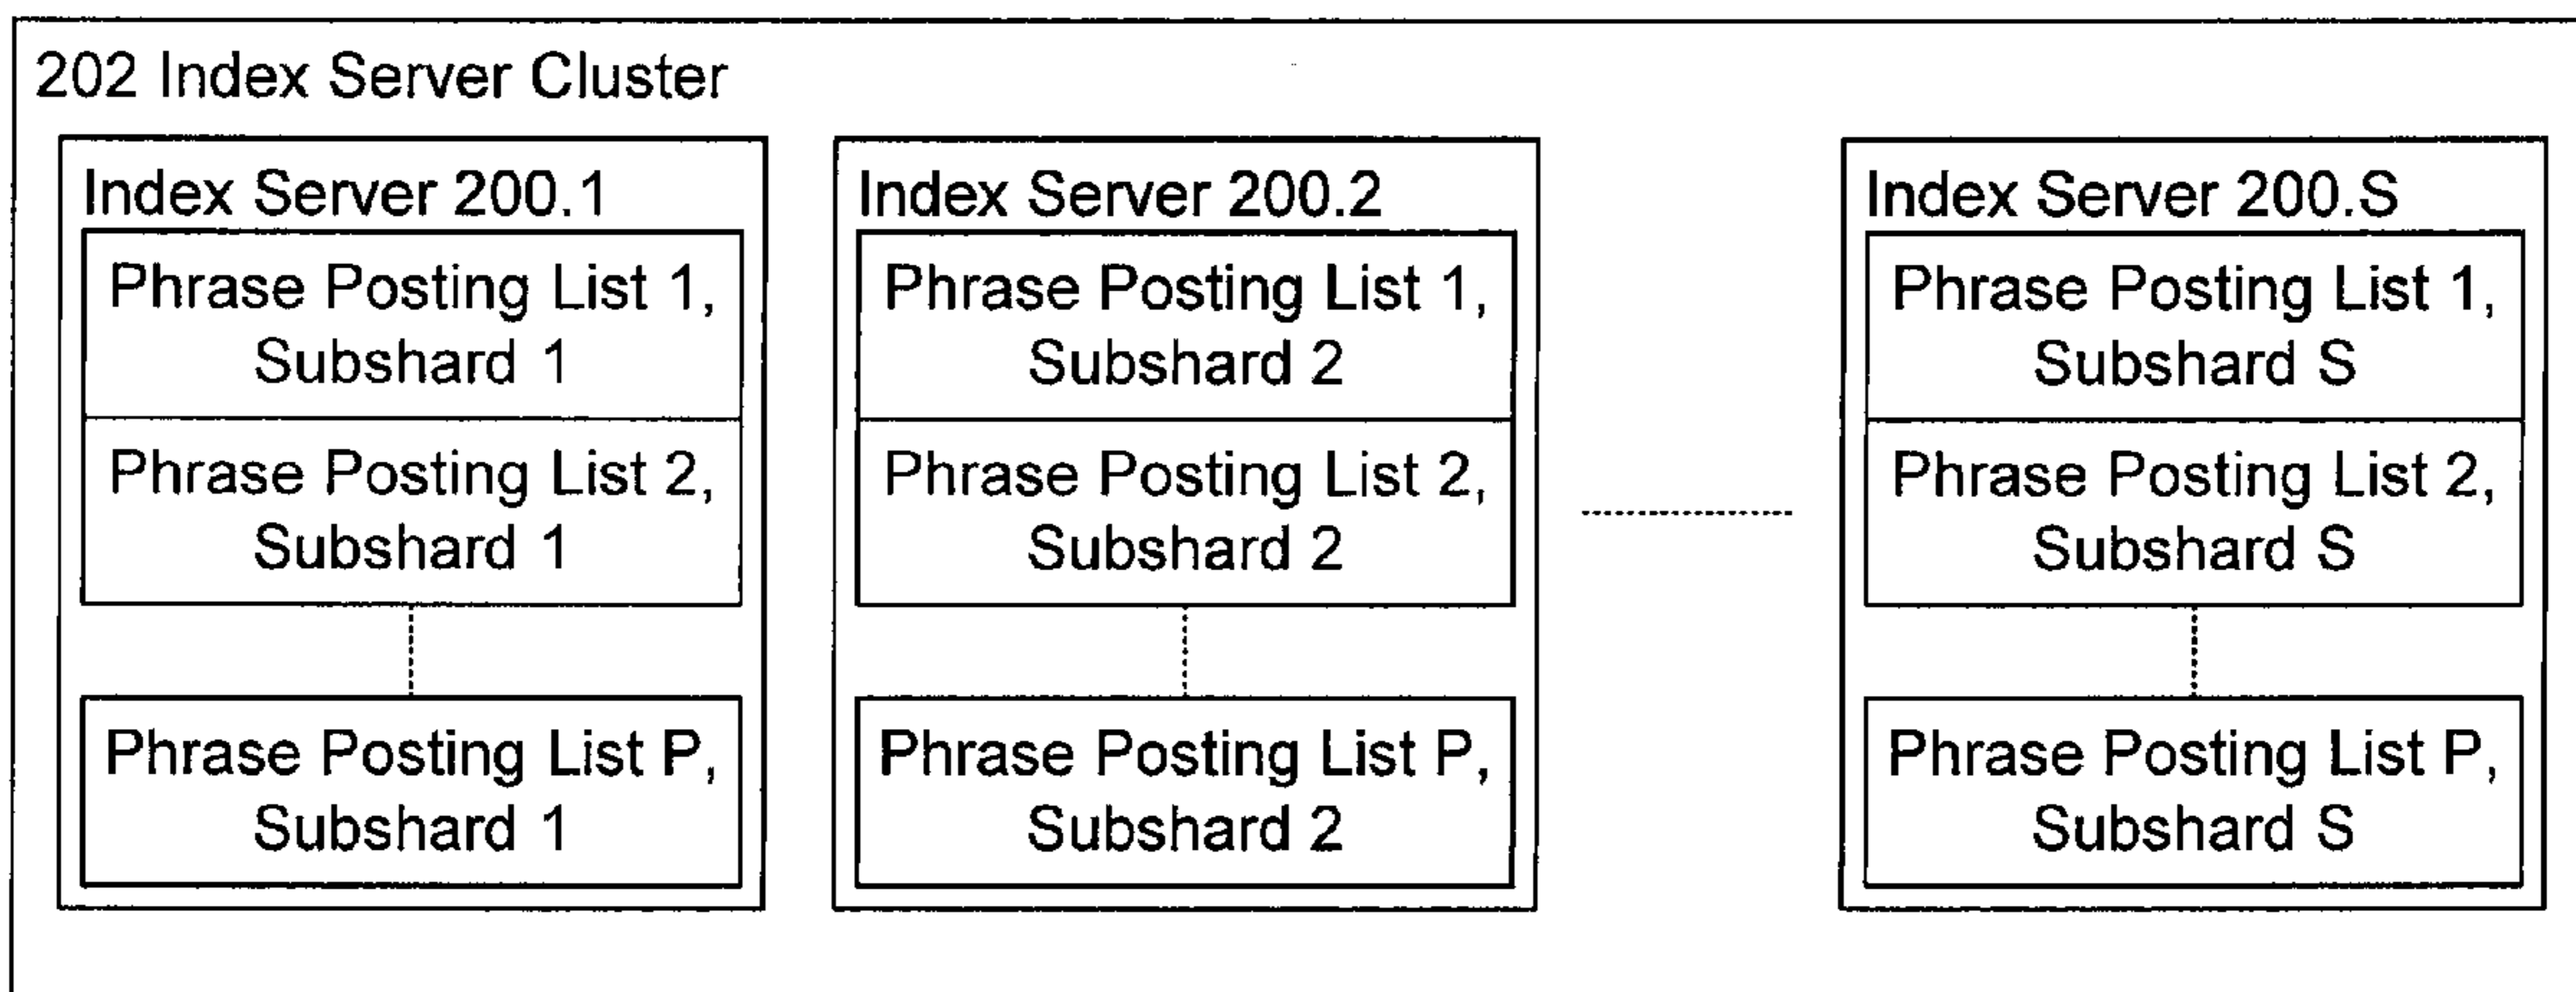 202 Index Server Cluster
Index Server 200.1
Phrase Posting List 1,
Subshard 1
Phrase Posting List 2,
Subshard 1
Phrase Posting List P,
Subshard 1
Index Server 200.2
Phrase Posting List 1,
Subshard 2
Phrase Posting List 2,
Subshard 2
Phrase Posting List P,
Subshard 2
Index Server 200.S
Phrase Posting List 1,
Subshard S
Phrase Posting List 2,
Subshard S
Phrase Posting List P,
Subshard S